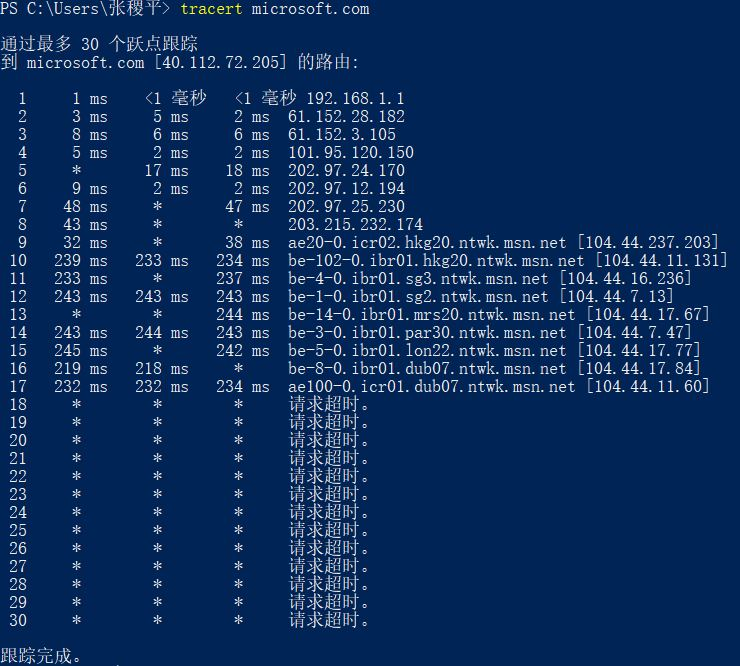 PS C:\Users\张稷平> tracert microsoft.com
通过最多 30 个跃点跟踪
到 microsoft.com [40.112.72.205] 的路由:
1 1 ms <1 毫秒 <1 毫秒 192.168.1.1
2 3 ms 5 ms 2 ms 61.152.28.182
3 8 ms 6 ms 6 ms 61.152.3.105
4 5 ms 2 ms 2 ms 101.95.120.150
5 * 17 ms 18 ms 202.97.24.170
6 9 ms 2 ms 2 ms 202.97.12.194
7 48 ms * 47 ms 202.97.25.230
8 43 ms * * 203.215.232.174
9 32 ms * 38 ms ae20-0.icr02.hkg20.ntwk.msn.net [104.44.237.203]
10 239 ms 233 ms 234 ms be-102-0.ibr01.hkg20.ntwk.msn.net [104.44.11.131]
11 233 ms * 237 ms be-4-0.ibr01.sg3.ntwk.msn.net [104.44.16.236]
12 243 ms 243 ms 243 ms be-1-0.ibr01.sg2.ntwk.msn.net [104.44.7.13]
13 * * 244 ms be-14-0.ibr01.mrs20.ntwk.msn.net [104.44.17.67]
14 243 ms 244 ms 243 ms be-3-0.ibr01.par30.ntwk.msn.net [104.44.7.47]
15 245 ms * 242 ms be-5-0.ibr01.lon22.ntwk.msn.net [104.44.17.77]
16 219 ms 218 ms * be-8-0.ibr01.dub07.ntwk.msn.net [104.44.17.84]
17 232 ms 232 ms 234 ms ae100-0.icr01.dub07.ntwk.msn.net [104.44.11.60]
18 * * * 请求超时。
19 * * * 请求超时。
20 * * * 请求超时。
21 * * * 请求超时。
22 * * * 请求超时。
23 * * * 请求超时。
24 * * * 请求超时。
25 * * * 请求超时。
26 * * * 请求超时。
27 * * * 请求超时。
28 * * * 请求超时。
29 * * * 请求超时。
30 * * * 请求超时。
跟踪完成。